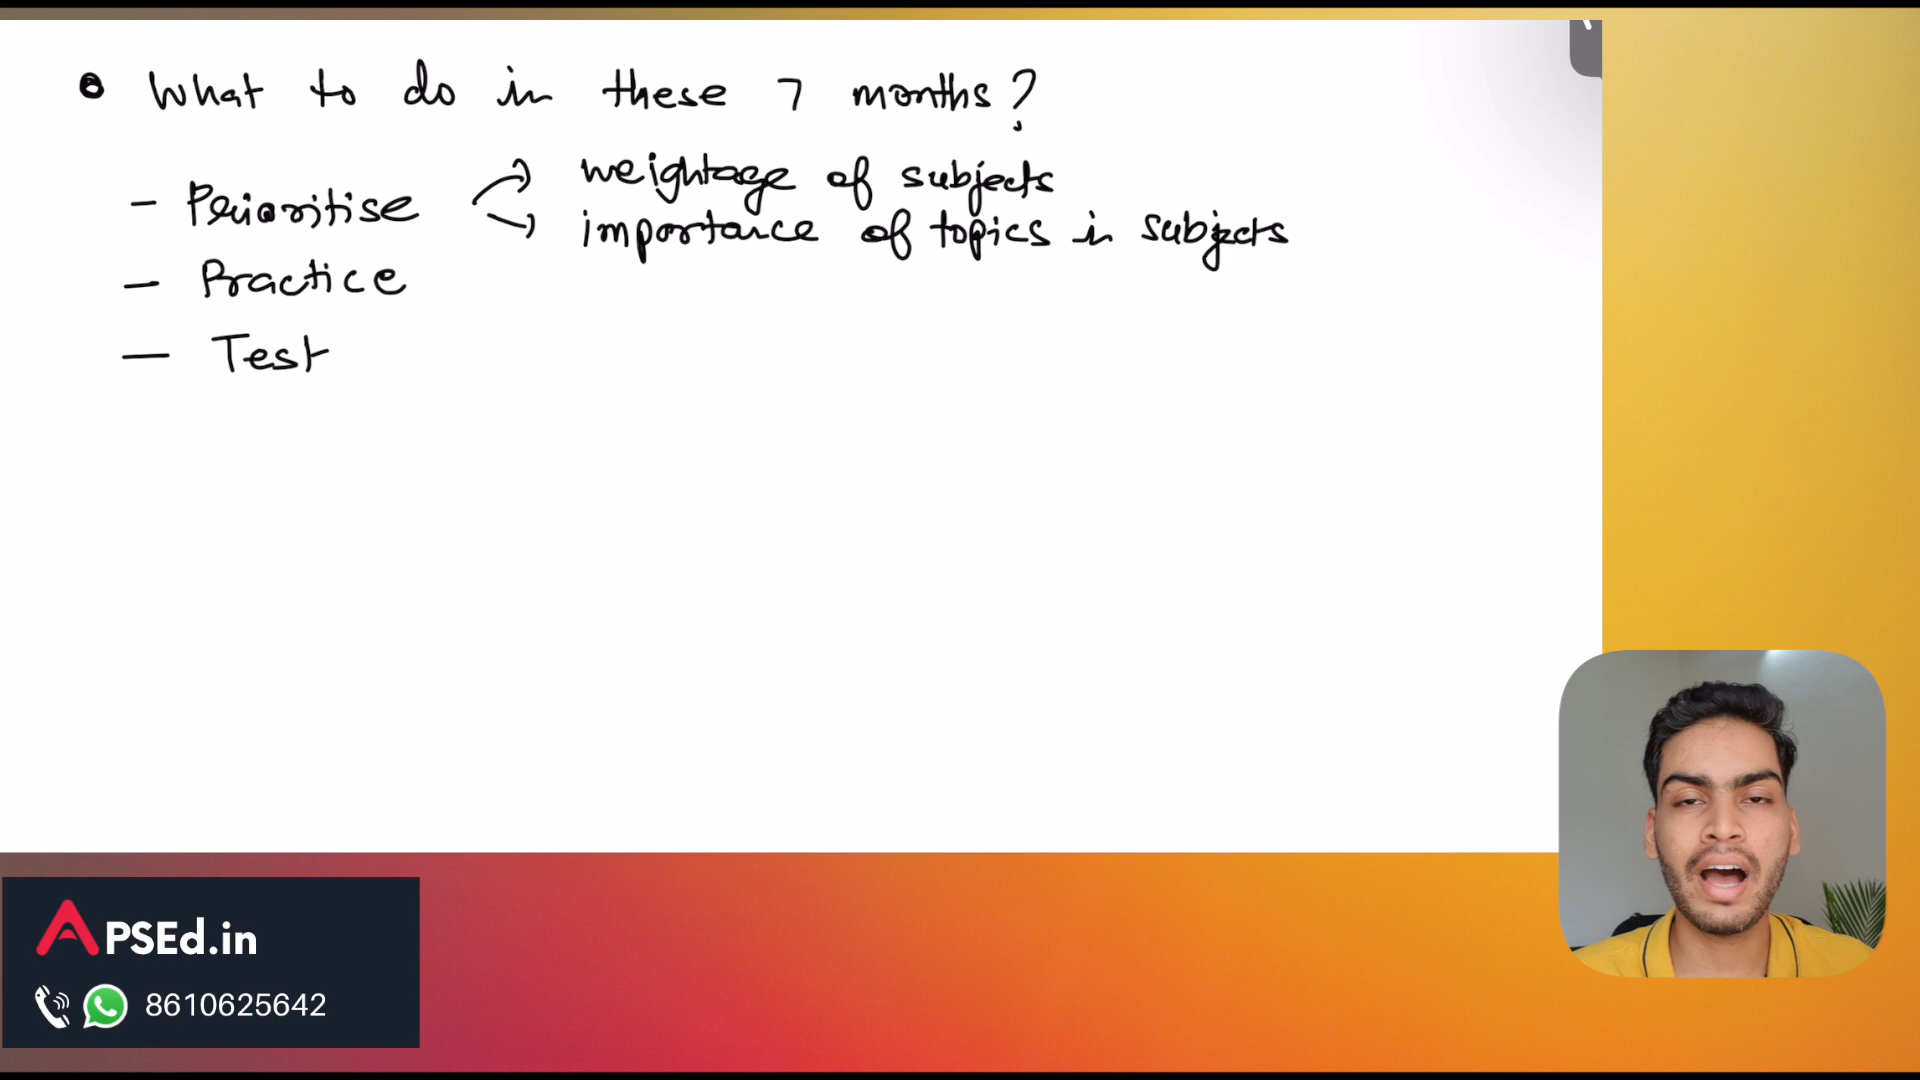 What to do in these 7 months?
- Prioritise → weightage of subjects
→ importance of topics in subjects
- Practice
- Test
APSEd.in
8610625642